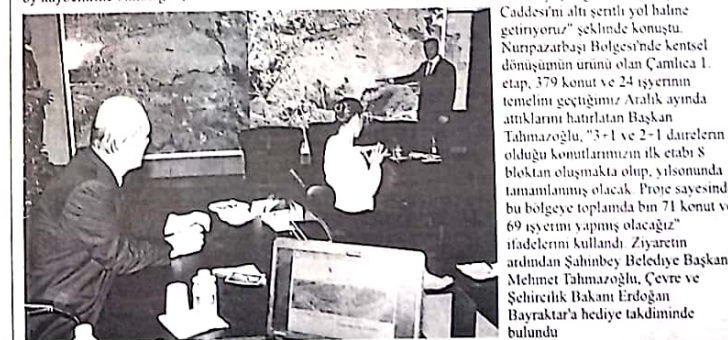 Caddesi'ni altı şeritli yol haline
getiriyoruz" şeklinde konuştu.
Nuripazarbaşı Bölgesi'nde kentsel
dönüşümün ürünü olan Çamlıca 1.
etap, 379 konut ve 24 işyerinin
temelini geçtiğimiz Aralık ayında
attıklarını hatırlatan Başkan
Tahmazoğlu, "3+1 ve 2+1 dairelerin
olduğu konutlarımızın ilk etabı 8
bloktan oluşmakta olup, yılsonunda
tamamlanmış olacak. Proje sayesind
bu bölgeye toplamda bin 71 konut v
69 işyerini yapmış olacağız"
ifadelerini kullandı. Ziyaretin
ardından Şahinbey Belediye Başkan
Mehmet Tahmazoğlu, Çevre ve
Şehircilik Bakanı Erdoğan
Bayraktar'a hediye takdiminde
bulundu